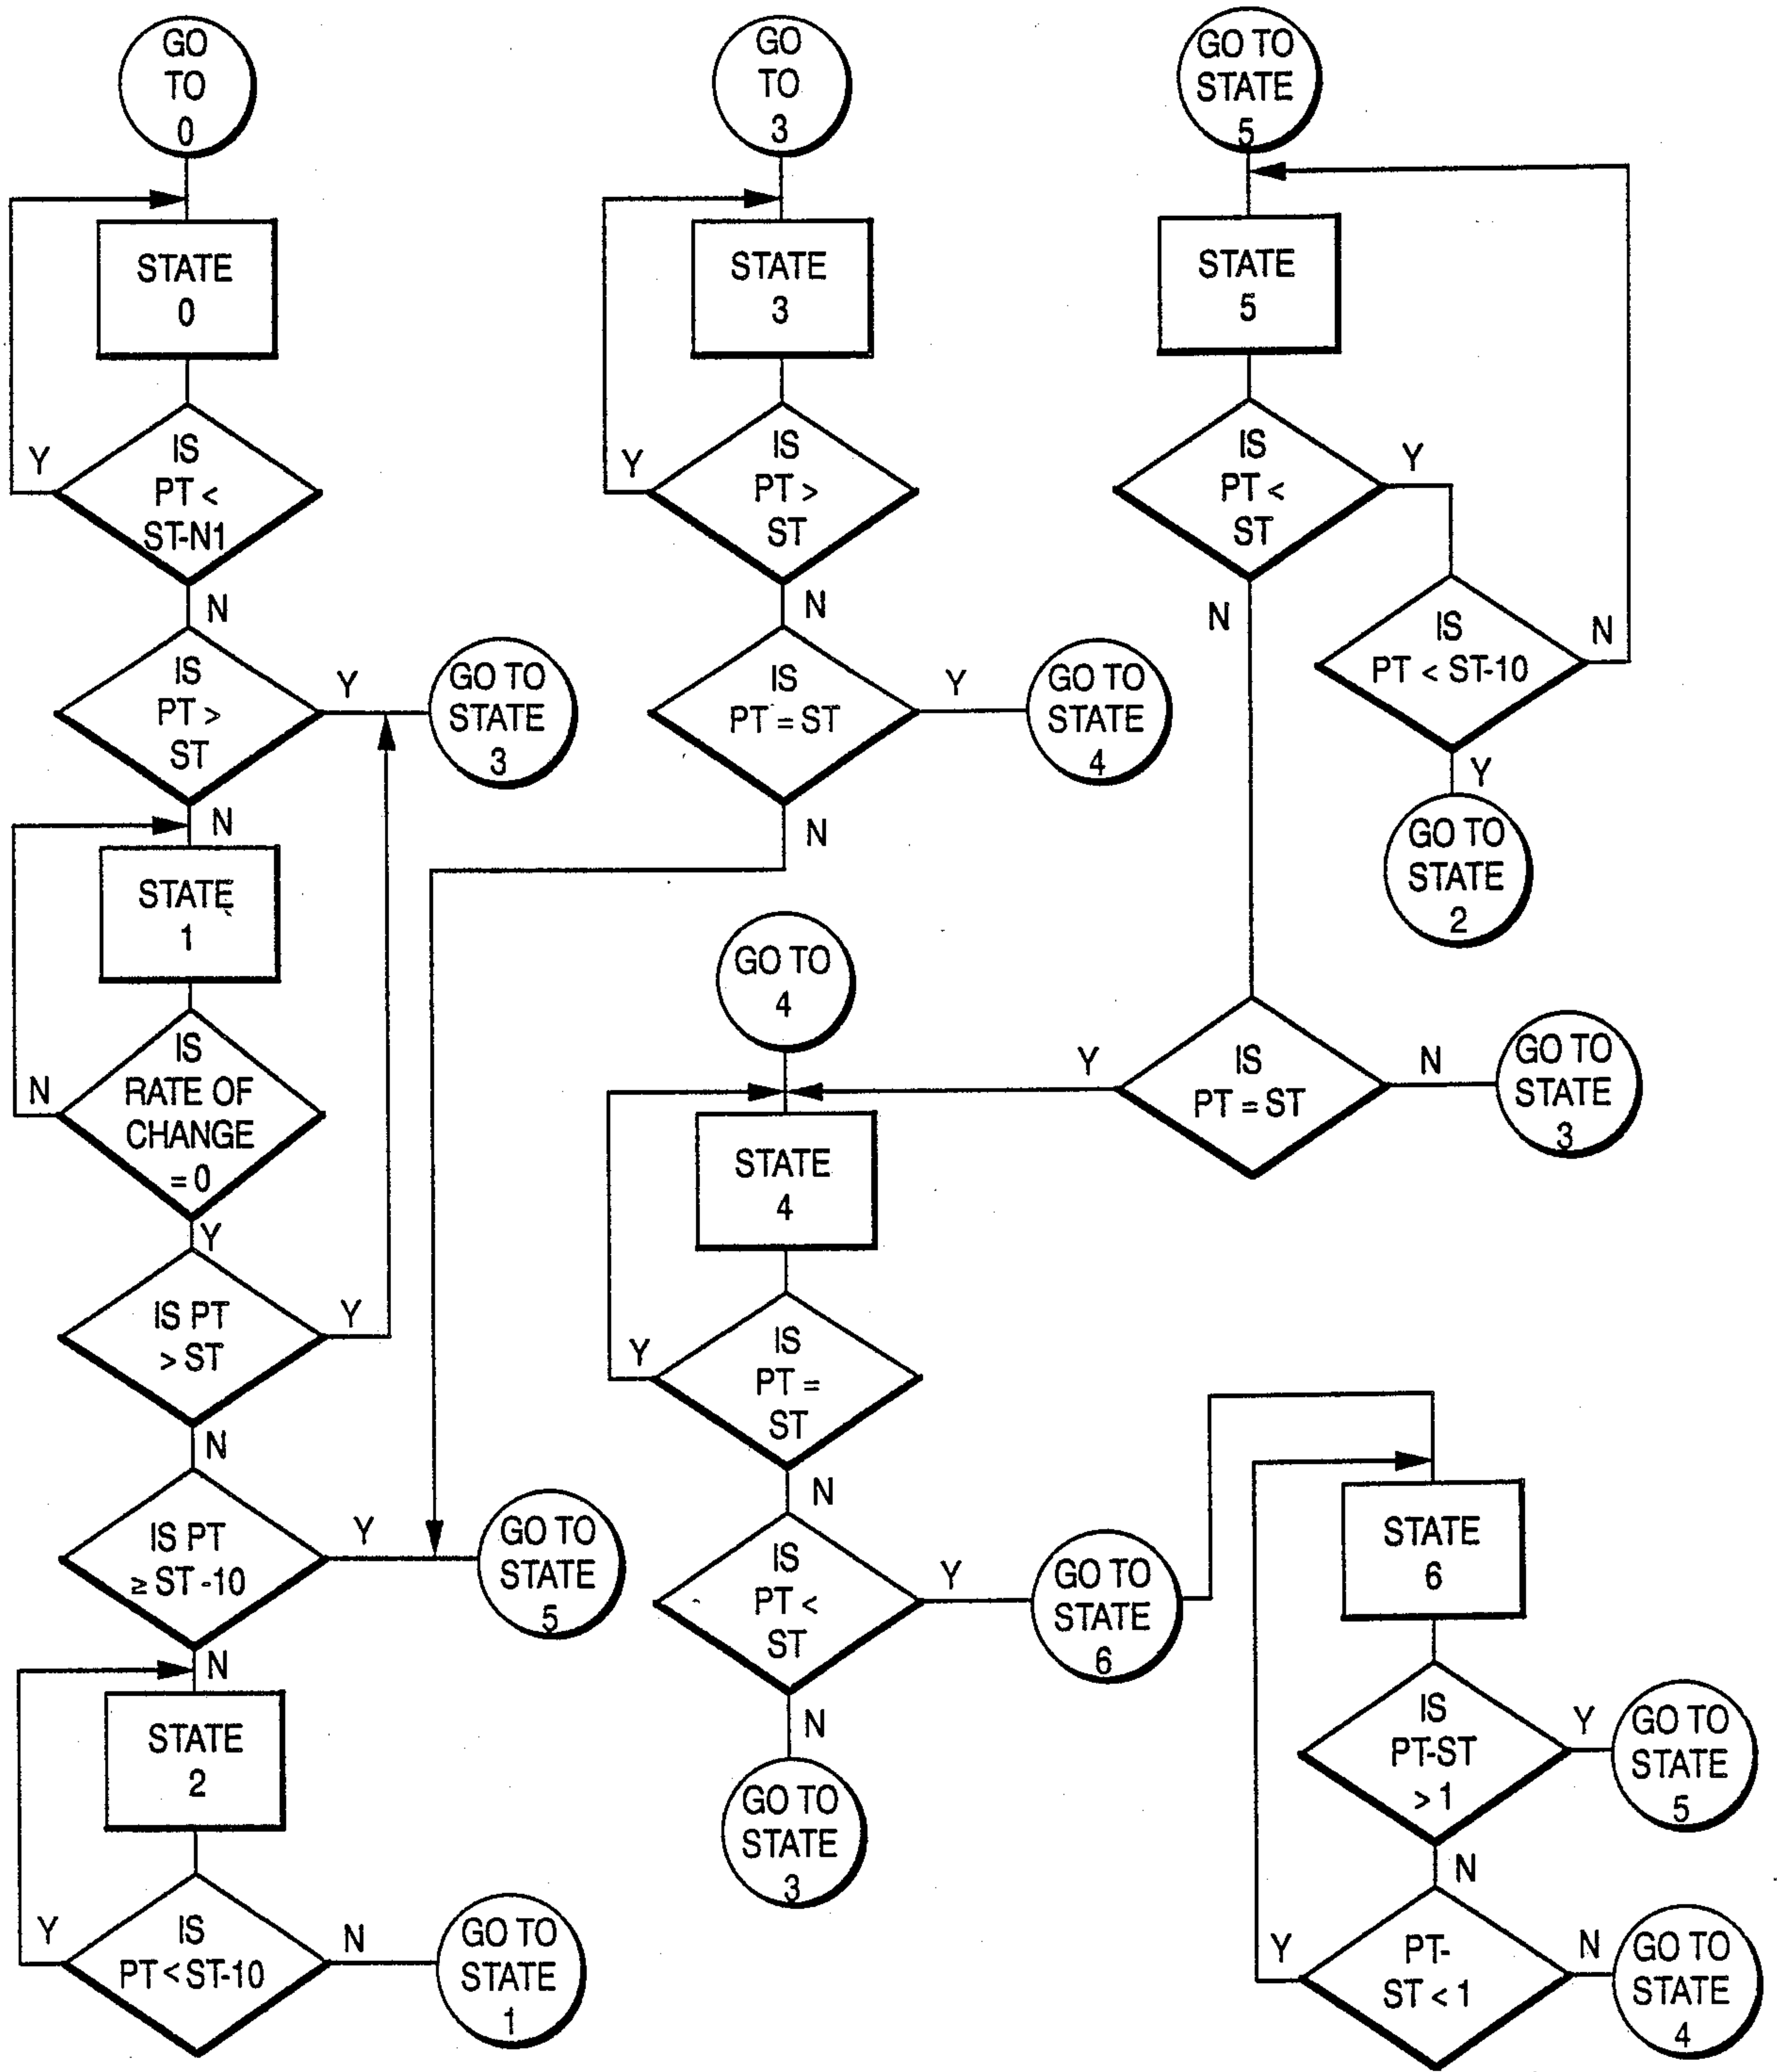 GO
TO
0
STATE
0
IS
PT <
ST-N1
Y
N
IS
PT >
ST
Y
GO TO
STATE
3
N
STATE
1
IS
RATE OF
CHANGE
= 0
N
Y
IS PT
> ST
Y
N
IS PT
≥ ST -10
Y
GO TO
STATE
5
N
STATE
2
IS
PT < ST-10
Y
N
GO TO
STATE
1
GO
TO
3
STATE
3
IS
PT >
ST
Y
N
IS
PT = ST
Y
GO TO
STATE
4
N
GO TO
4
STATE
4
IS
PT =
ST
Y
N
IS
PT <
ST
Y
GO TO
STATE
6
N
GO TO
STATE
3
GO TO
STATE
5
STATE
5
IS
PT <
ST
Y
N
IS
PT < ST-10
N
Y
GO TO
STATE
2
IS
PT = ST
Y
N
GO TO
STATE
3
STATE
6
IS
PT-ST
> 1
Y
GO TO
STATE
5
N
PT-
ST < 1
Y
N
GO TO
STATE
4